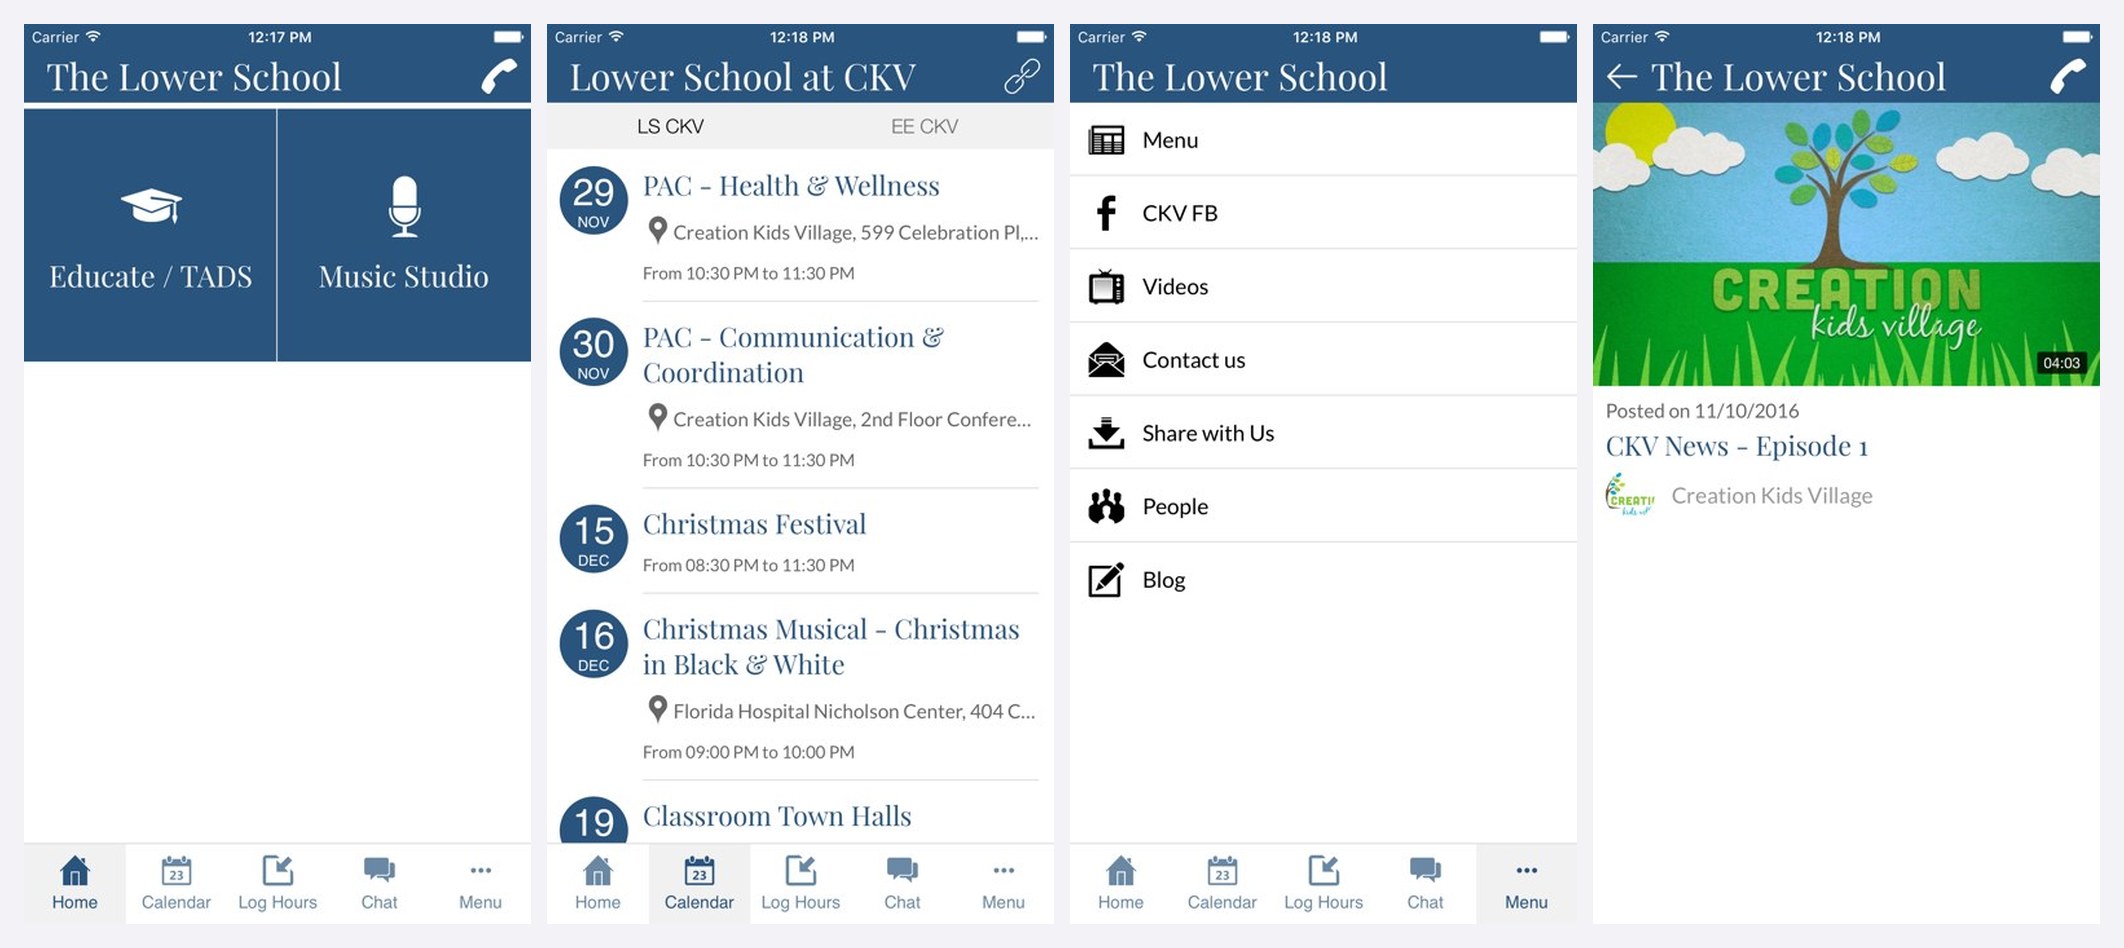 Carrier 12:17 PM
The Lower School
Educate / TADS
Music Studio
Home
Calendar
Log Hours
Chat
Menu
Carrier 12:18 PM
Lower School at CKV
LS CKV
EE CKV
29
NOV
PAC - Health & Wellness
Creation Kids Village, 599 Celebration Pl,...
From 10:30 PM to 11:30 PM
30
NOV
PAC - Communication &
Coordination
Creation Kids Village, 2nd Floor Confere...
From 10:30 PM to 11:30 PM
15
DEC
Christmas Festival
From 08:30 PM to 11:30 PM
16
DEC
Christmas Musical - Christmas
in Black & White
Florida Hospital Nicholson Center, 404 C...
From 09:00 PM to 10:00 PM
19
Classroom Town Halls
Home
23
Calendar
Log Hours
Chat
Menu
Carrier 12:18 PM
The Lower School
Menu
CKV FB
Videos
Contact us
Share with Us
People
Blog
Home
23
Calendar
Log Hours
Chat
Menu
Carrier 12:18 PM
The Lower School
CREATION
kids village
04:03
Posted on 11/10/2016
CKV News - Episode 1
Creation Kids Village